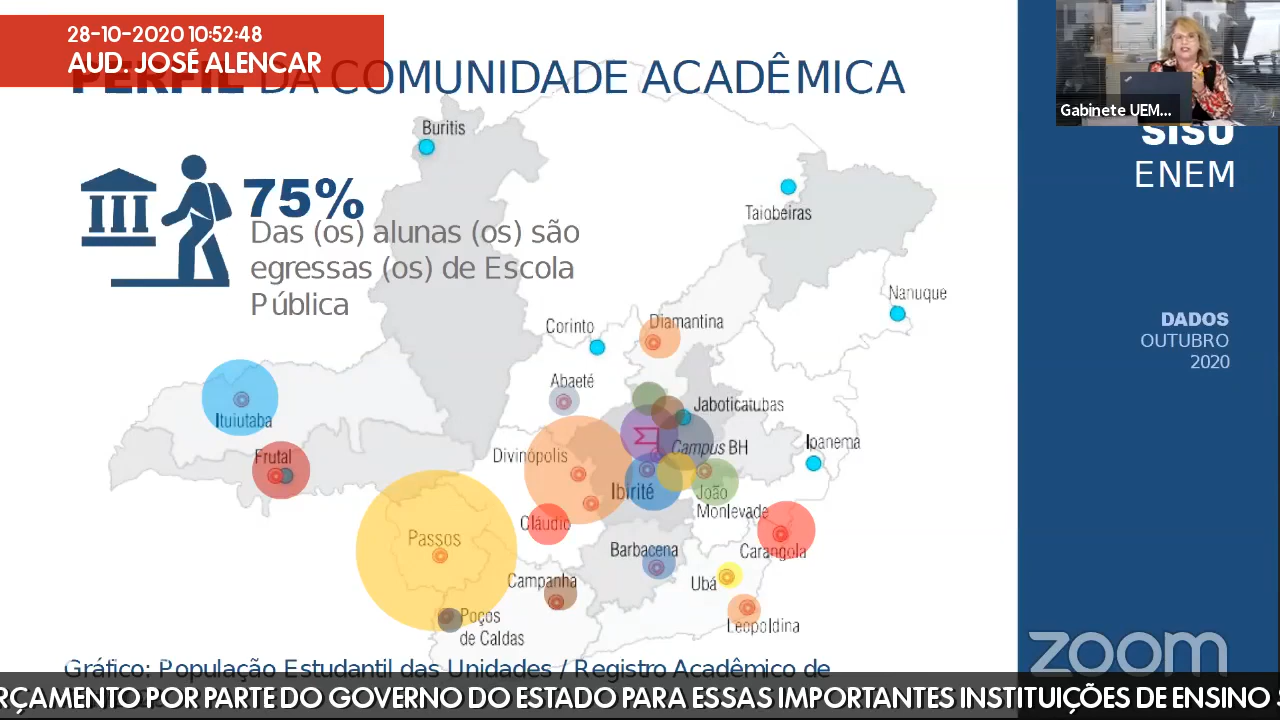 28-10-2020 10:52:48
AUD. JOSÉ ALENCAR
PERFIL DA COMUNIDADE ACADÊMICA
Gabinete UEM...
SISU
ENEM
DADOS
OUTUBRO
2020
75%
Das (os) alunas (os) são
egressas (os) de Escola
Pública
Buritis
Taiobeiras
Nanuque
Diamantina
Corinto
Abaeté
Jaboticatubas
Ituiutaba
Campus BH
Ipanema
Divinópolis
Frutal
Ibirité
João
Monlevade
Cláudio
Passos
Barbacena
Carangola
Campanha
Ubá
Poços
de Caldas
Leopoldina
zoom
Gráfico: População Estudantil das Unidades / Registro Acadêmico de
RÇAMENTO POR PARTE DO GOVERNO DO ESTADO PARA ESSAS IMPORTANTES INSTITUIÇÕES DE ENSINO